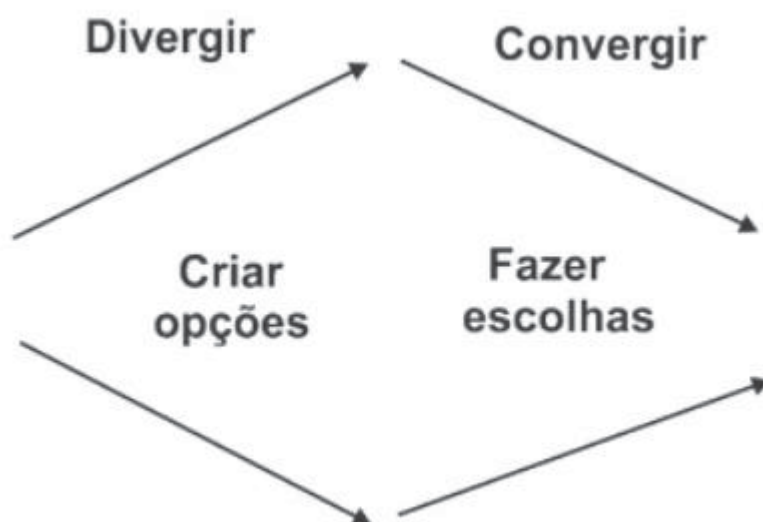 Divergir
Convergir
Criar
opções
Fazer
escolhas